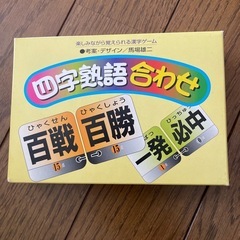 楽しみながら覚えられる漢字ゲーム
●考案・デザイン/馬場雄二
四字熟語合わせ
ひゃくせん ひゃくしょう
百戦 百勝
15 15
いっぱつ ひっちゅう
一発 必中